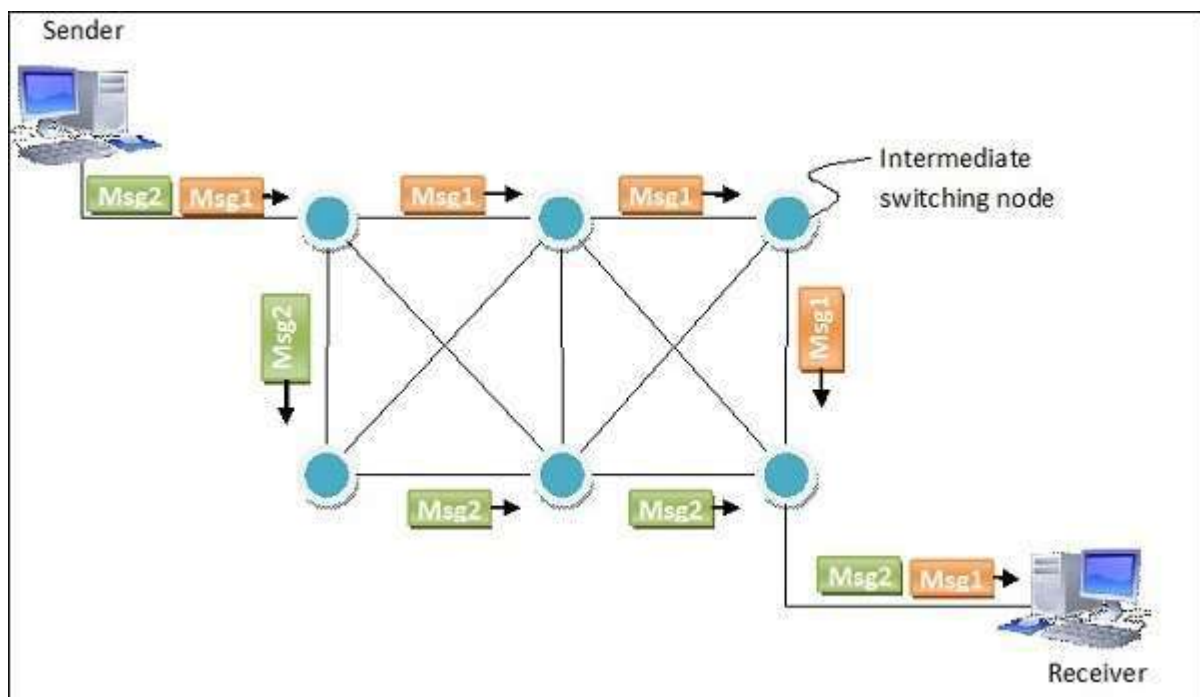 Sender
Msg2
Msg1
Msg1
Msg1
Intermediate
switching node
Msg2
Msg1
Msg2
Msg2
Msg2
Msg1
Receiver